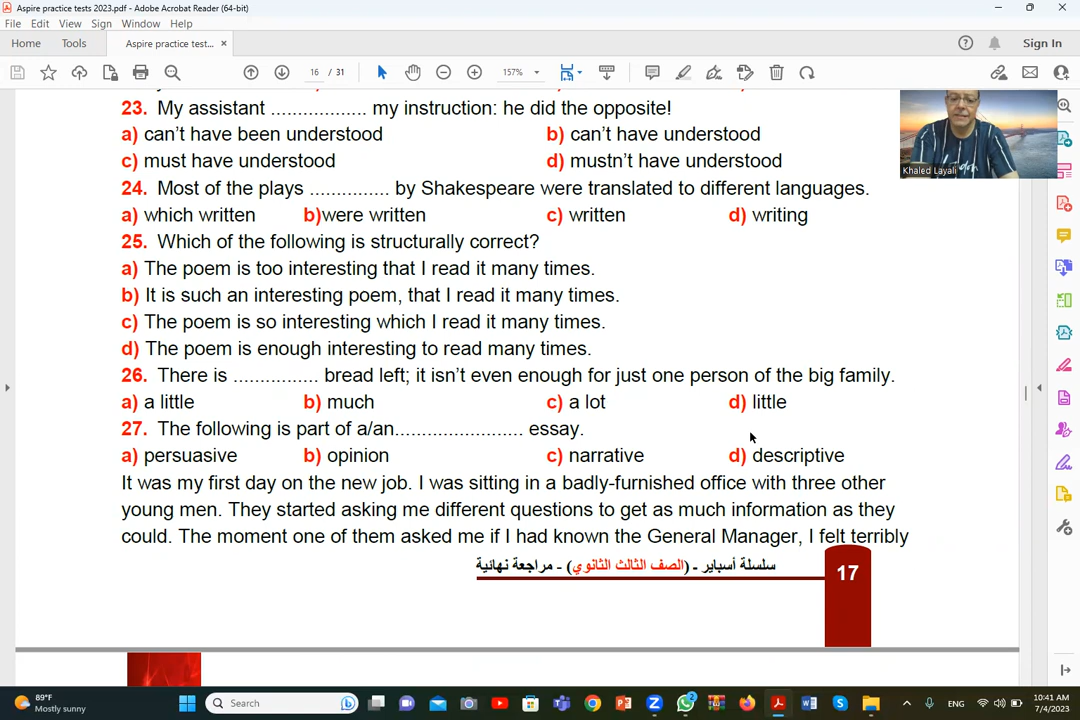 Aspire practice tests 2023.pdf - Adobe Acrobat Reader (64-bit)
File Edit View Sign Window Help
Home Tools Aspire practice test... × Sign In
16 / 31 157%
23. My assistant .................. my instruction: he did the opposite!
a) can't have been understood b) can't have understood
c) must have understood d) mustn't have understood
24. Most of the plays ............... by Shakespeare were translated to different languages.
a) which written b)were written c) written d) writing
25. Which of the following is structurally correct?
a) The poem is too interesting that I read it many times.
b) It is such an interesting poem, that I read it many times.
c) The poem is so interesting which I read it many times.
d) The poem is enough interesting to read many times.
26. There is ................ bread left; it isn't even enough for just one person of the big family.
a) a little b) much c) a lot d) little
27. The following is part of a/an........................ essay.
a) persuasive b) opinion c) narrative d) descriptive
It was my first day on the new job. I was sitting in a badly-furnished office with three other
young men. They started asking me different questions to get as much information as they
could. The moment one of them asked me if I had known the General Manager, I felt terribly
سلسلة أسباير ـ (الصف الثالث الثانوي) - مراجعة نهائية
17
Khaled Layali
89°F
Mostly sunny
Search
2
ENG
10:41 AM
7/4/2023